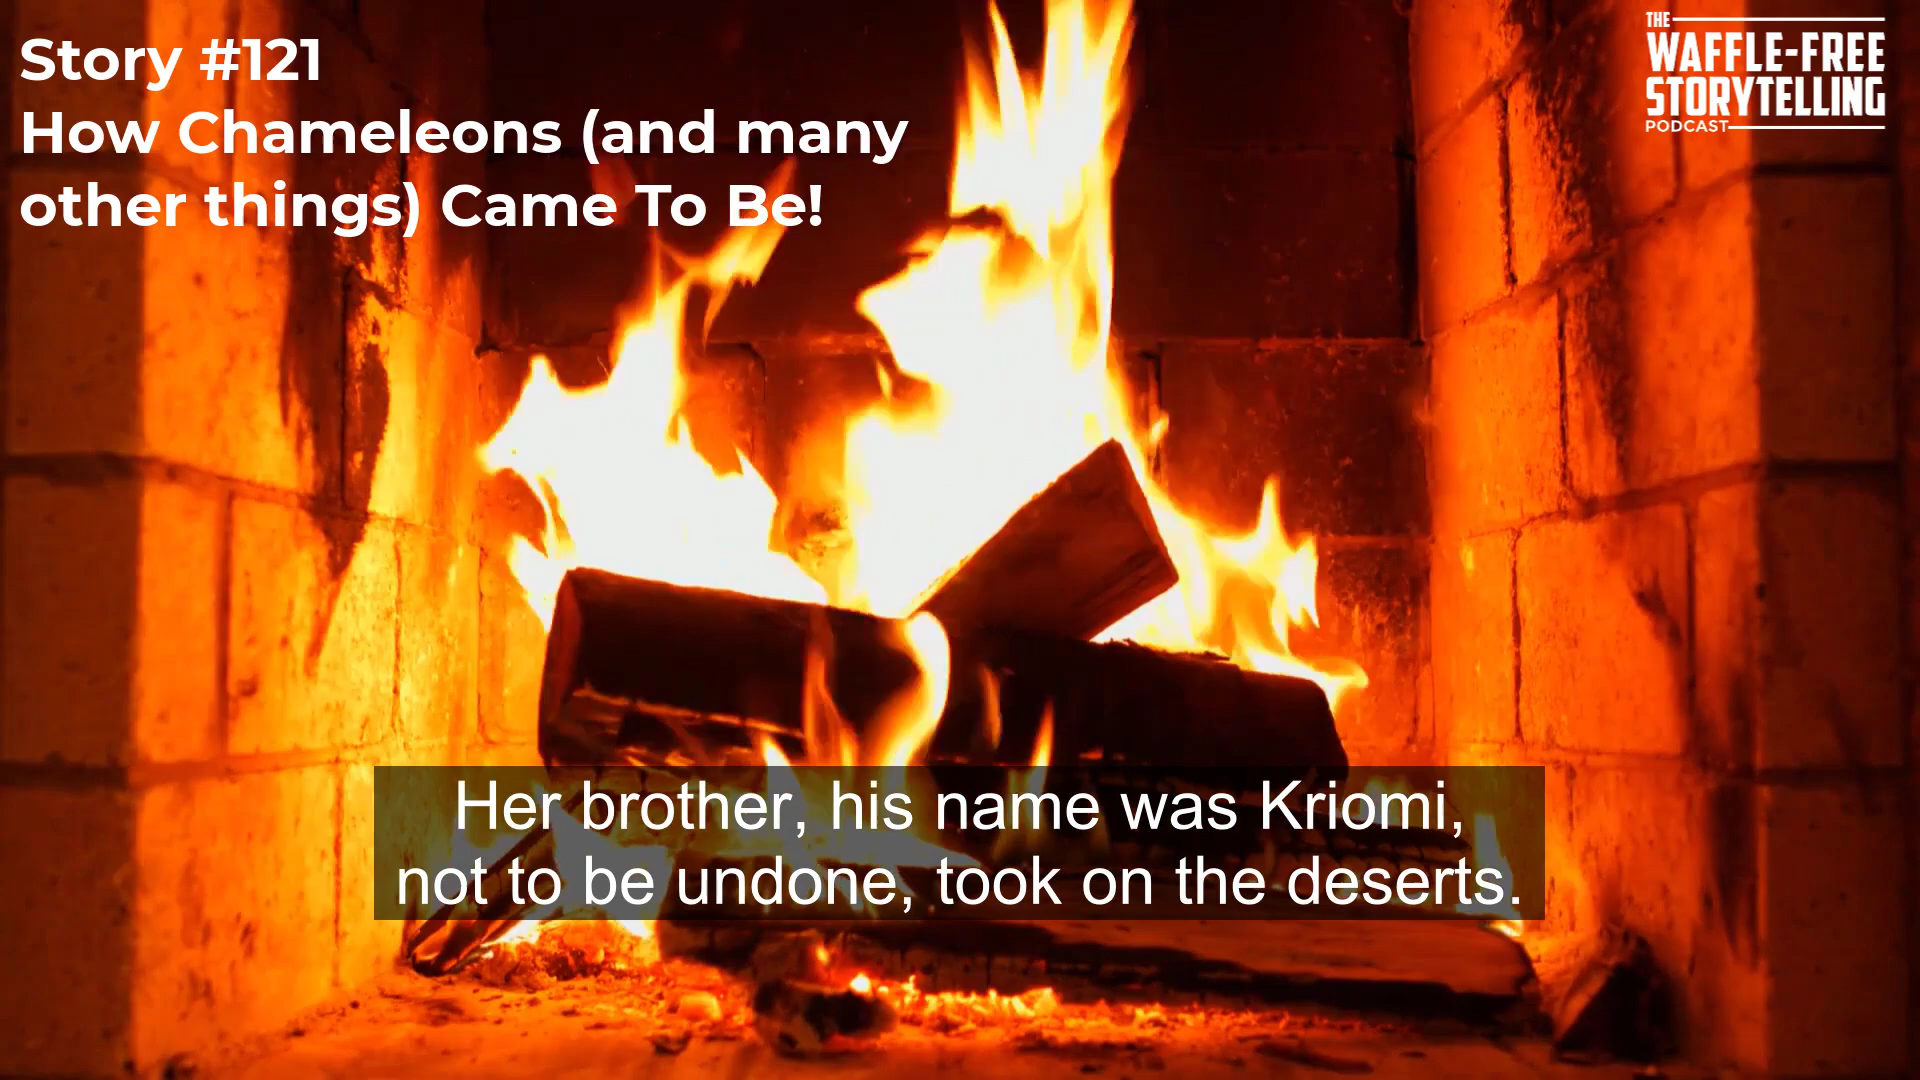 Story #121
How Chameleons (and many
other things) Came To Be!
THE
WAFFLE-FREE
STORYTELLING
PODCAST
Her brother, his name was Kriomi,
not to be undone, took on the deserts.